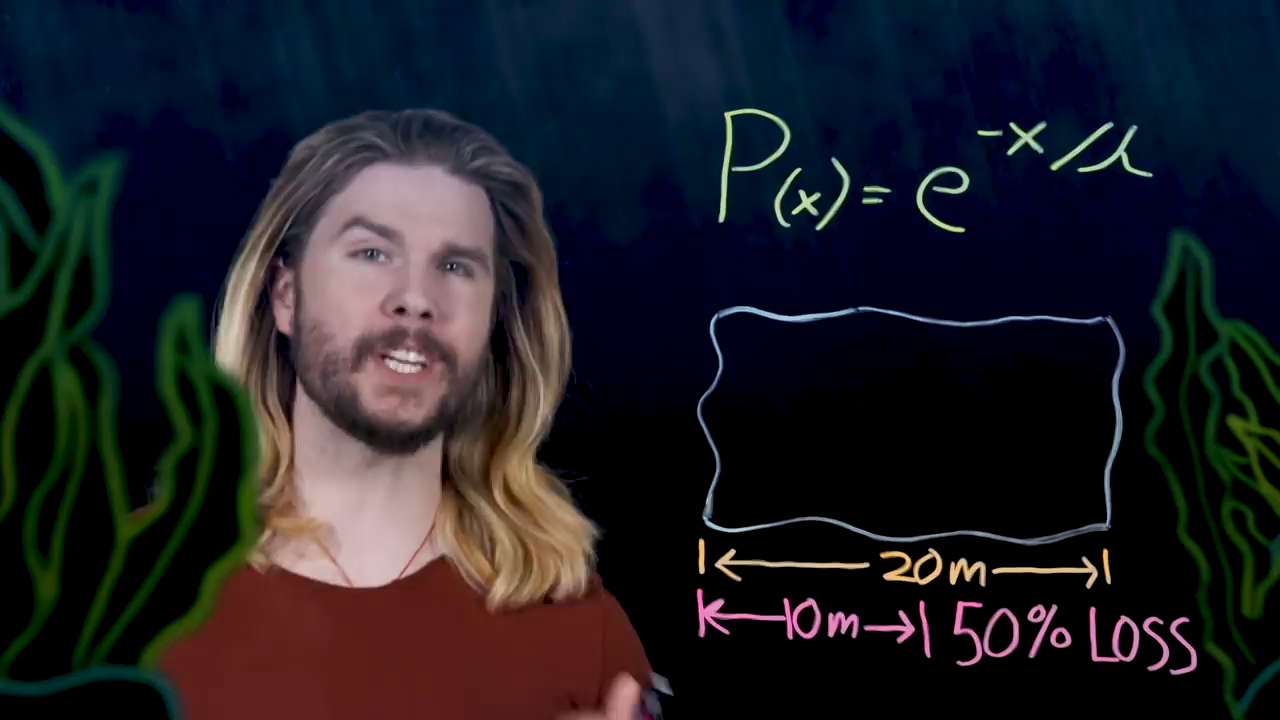 P(x) = e^-x/λ
20m
10m 50% LOSS